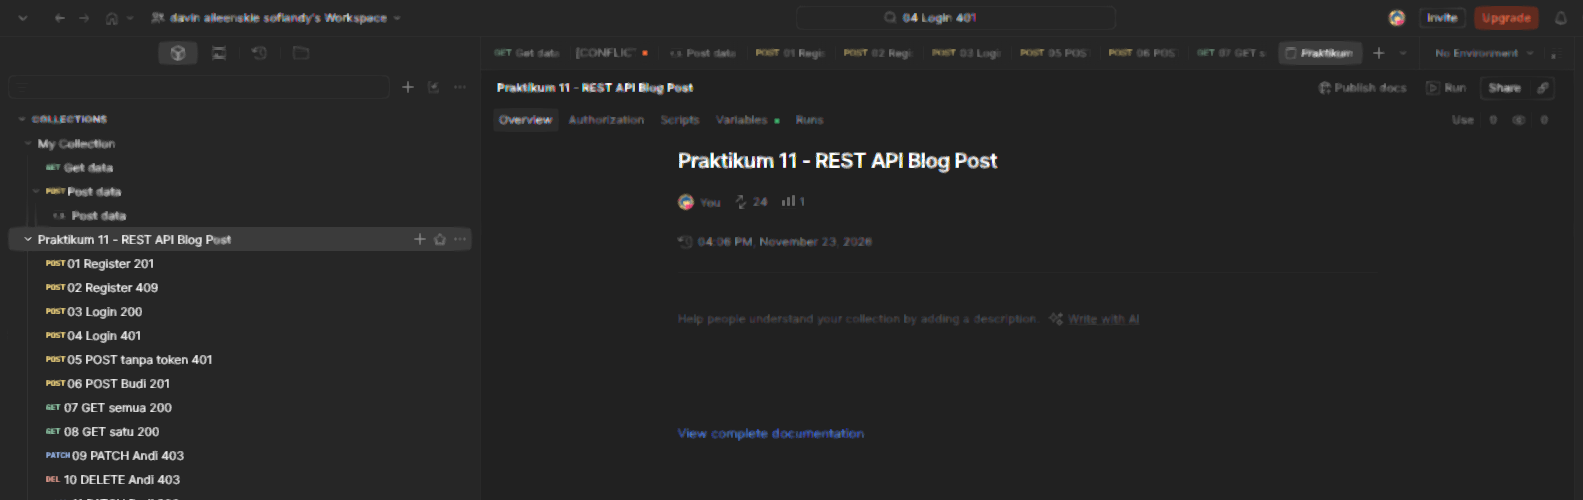 davin aileenskie sofiandy's Workspace
04 Login 401
Invite
Upgrade
GET Get data
[CONFLICT
e.g. Post data
POST 01 Regis
POST 02 Regi
POST 03 Logi
POST 05 POS
POST 06 POS
GET 07 GET s
Praktikum
No Environment
Praktikum 11 - REST API Blog Post
Publish docs
Run
Share
COLLECTIONS
Overview
Authorization
Scripts
Variables
Runs
Use
0
0
My Collection
GET Get data
POST Post data
e.g. Post data
Praktikum 11 - REST API Blog Post
POST 01 Register 201
POST 02 Register 409
POST 03 Login 200
POST 04 Login 401
POST 05 POST tanpa token 401
POST 06 POST Budi 201
GET 07 GET semua 200
GET 08 GET satu 200
PATCH 09 PATCH Andi 403
DEL 10 DELETE Andi 403
Praktikum 11 - REST API Blog Post
You
24
1
04:06 PM, November 23, 2026
Help people understand your collection by adding a description.
Write with AI
View complete documentation